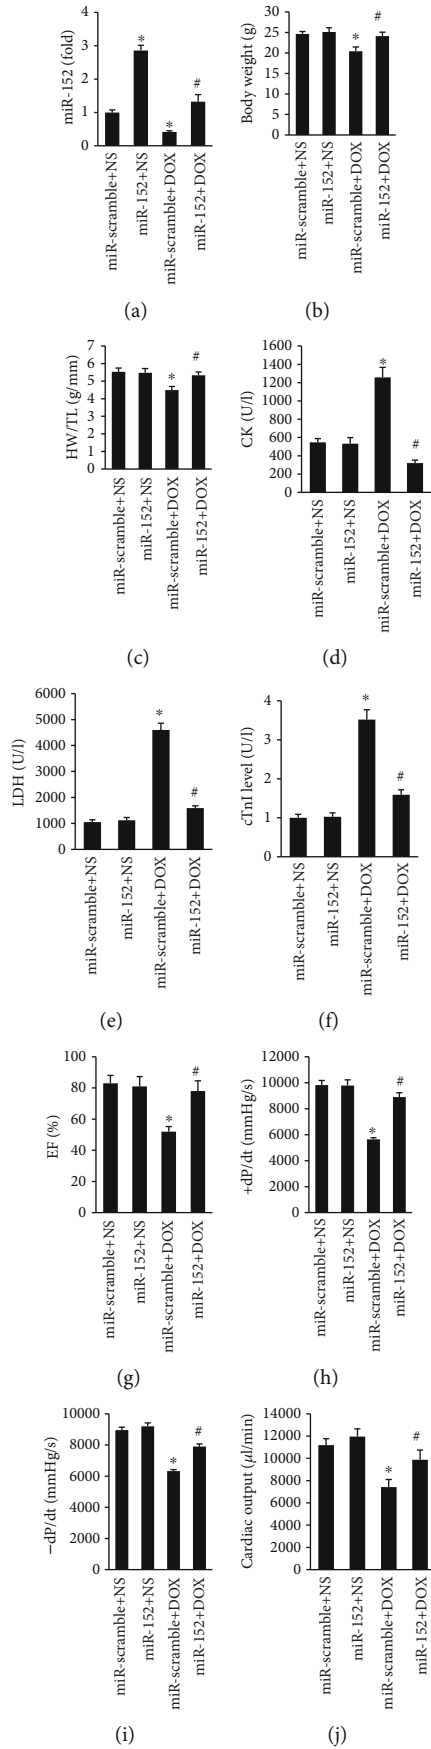 miR-152 (fold)
4
3
2
1
0
*
*
#
miR-scramble+NS
miR-152+NS
miR-scramble+DOX
miR-152+DOX
(a)
Body weight (g)
30
25
20
15
10
5
0
*
#
miR-scramble+NS
miR-152+NS
miR-scramble+DOX
miR-152+DOX
(b)
HW/TL (g/mm)
7
6
5
4
3
2
1
0
*
#
miR-scramble+NS
miR-152+NS
miR-scramble+DOX
miR-152+DOX
(c)
CK (U/l)
1600
1400
1200
1000
800
600
400
200
0
*
#
miR-scramble+NS
miR-152+NS
miR-scramble+DOX
miR-152+DOX
(d)
LDH (U/l)
6000
5000
4000
3000
2000
1000
0
*
#
miR-scramble+NS
miR-152+NS
miR-scramble+DOX
miR-152+DOX
(e)
cTnI level (U/l)
4
3
2
1
0
*
#
miR-scramble+NS
miR-152+NS
miR-scramble+DOX
miR-152+DOX
(f)
EF (%)
100
80
60
40
20
0
*
#
miR-scramble+NS
miR-152+NS
miR-scramble+DOX
miR-152+DOX
(g)
+dP/dt (mmHg/s)
12000
10000
8000
6000
4000
2000
0
*
#
miR-scramble+NS
miR-152+NS
miR-scramble+DOX
miR-152+DOX
(h)
−dP/dt (mmHg/s)
10000
8000
6000
4000
2000
0
*
#
miR-scramble+NS
miR-152+NS
miR-scramble+DOX
miR-152+DOX
(i)
Cardiac output (μl/min)
14000
12000
10000
8000
6000
4000
2000
0
*
#
miR-scramble+NS
miR-152+NS
miR-scramble+DOX
miR-152+DOX
(j)